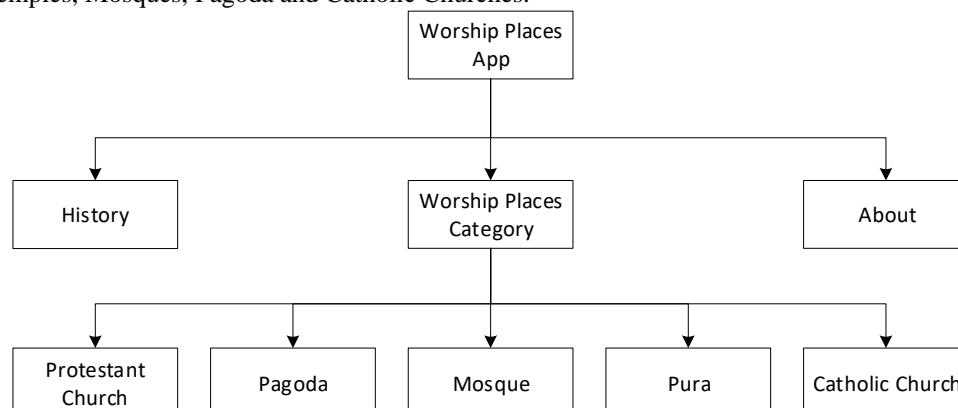 emples, Mosques, Pagoda and Catholic Churches.
Worship Places
App
History
Worship Places
Category
About
Protestant
Church
Pagoda
Mosque
Pura
Catholic Church